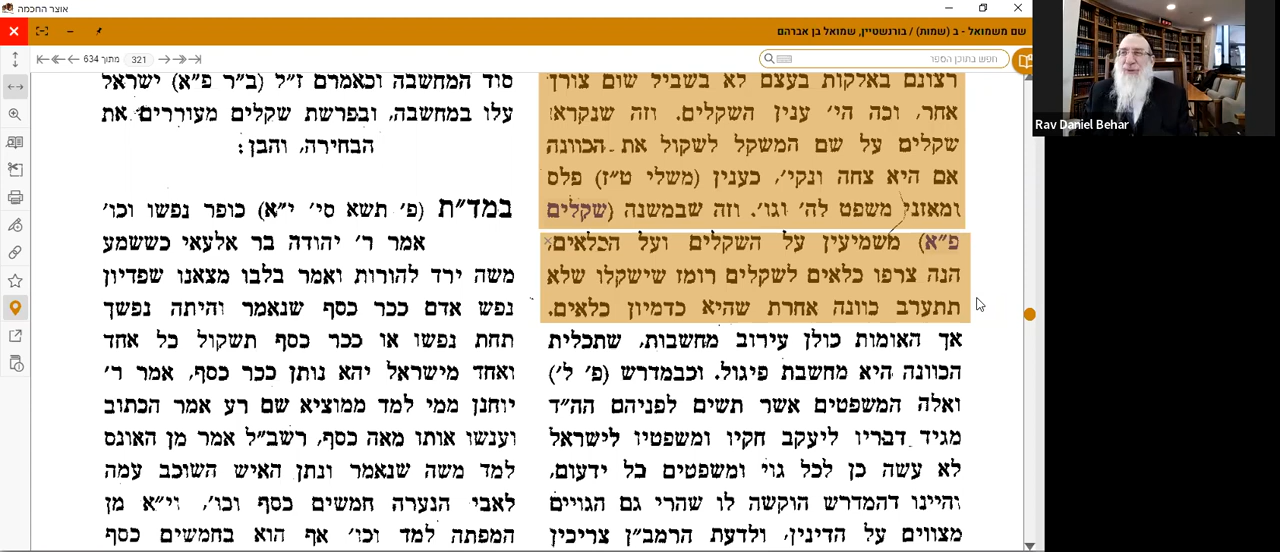 אוצר החכמה
שם משמואל - ב (שמות) / בורנשטיין, שמואל בן אברהם
חפש בתוכן הספר
321 מתוך 634
Rav Daniel Behar
רצונם באלקות בעצם לא בשביל שום צורך
אחר, וכה הי׳ ענין השקלים. וזה שנקראו
שקלים על שם המשקל לשקול את הכוונה
אם היא צחה ונקי׳, כענין (משלי ט״ז) פלס
ומאזני משפט לה׳ וגו׳. וזה שבמשנה (שקלים
פ״א) משמיעין על השקלים ועל הכלאים,
הנה צרפו כלאים לשקלים רומז שישקלו שלא
תתערב כוונה אחרת שהיא כדמיון כלאים.
אך האומות כולן עירוב מחשבות, שתכלית
הכוונה היא מחשבת פיגול. וכבמדרש (פ׳ ל׳)
ואלה המשפטים אשר תשים לפניהם הה״ד
מגיד דבריו ליעקב חקיו ומשפטיו לישראל
לא עשה כן לכל גוי ומשפטים בל ידעום,
והיינו דהמדרש הוקשה לו שהרי גם הגויים
מצווים על הדינין, ולדעת הרמב״ן צריכין
סוד המחשבה וכאמרם ז״ל (ב״ר פ״א) ישראל
עלו במחשבה, ובפרשת שקלים מעוררים את
הבחירה, והבן:
במד״ת (פ׳ תשא סי׳ י״א) כופר נפשו וכו׳
אמר ר׳ יהודה בר אלעאי כששמע
משה ירד להורות ואמר בלבו מצאנו שפדיון
נפש אדם ככר כסף שנאמר והיתה נפשך
תחת נפשו או ככר כסף תשקול כל אחד
ואחד מישראל יהא נותן ככר כסף, אמר ר׳
יוחנן ממי למד ממוציא שם רע אמר הכתוב
וענשו אותו מאה כסף, רשב״ל אמר מן האונס
למד משה שנאמר ונתן האיש השוכב עמה
לאבי הנערה חמשים כסף וכו׳, וי״א מן
המפתה למד וכו׳ אף הוא בחמשים כסף